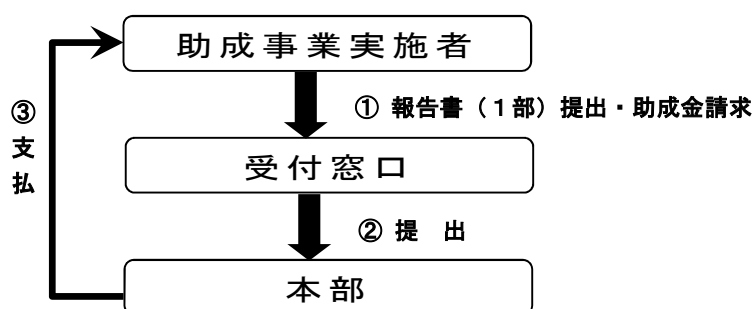 助成事業実施者
① 報告書（１部）提出・助成金請求
③支払
受付窓口
② 提　出
本部